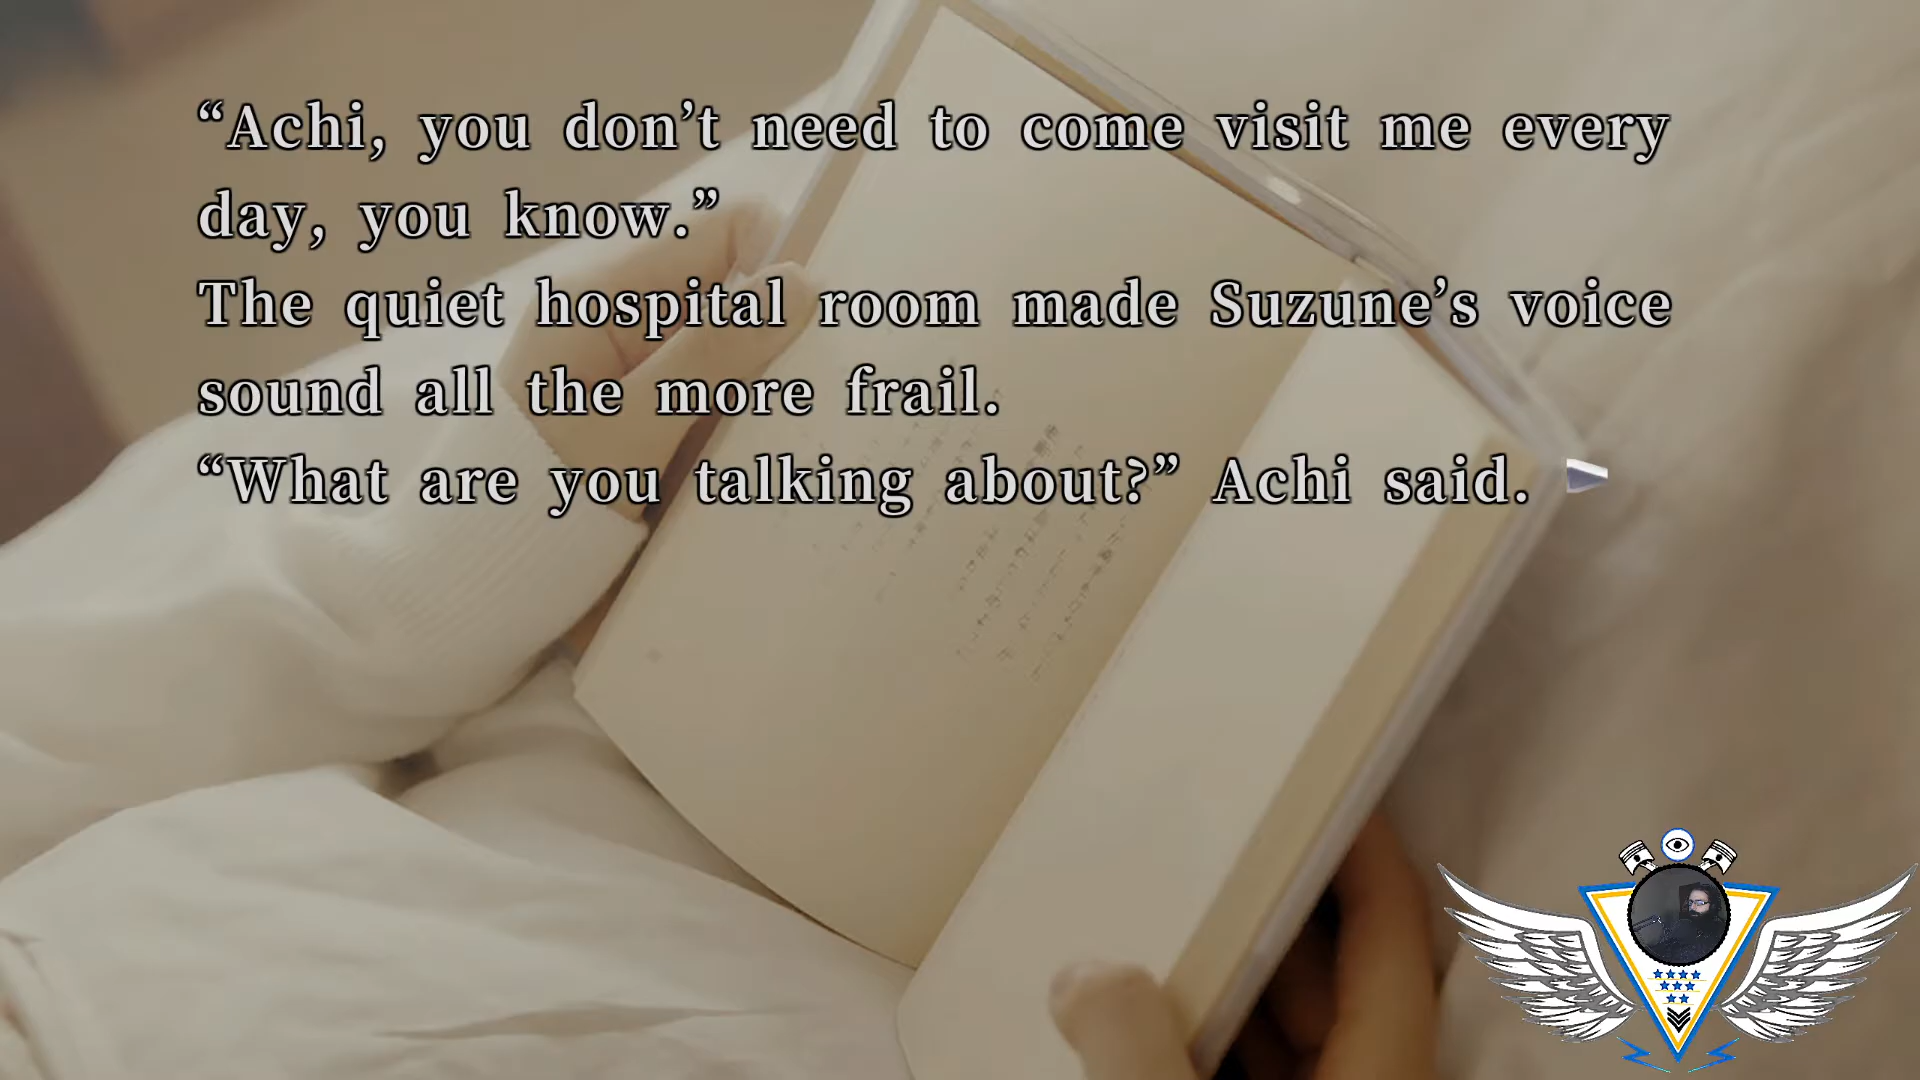 “Achi, you don’t need to come visit me every
day, you know.”
The quiet hospital room made Suzune’s voice
sound all the more frail.
“What are you talking about?” Achi said.